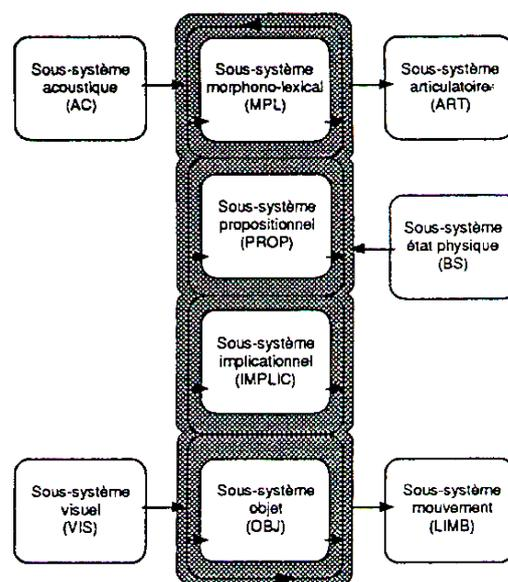 Sous-système
acoustique
(AC)
Sous-système
morphono-lexical
(MPL)
Sous-système
articulatoire
(ART)
Sous-système
propositionnel
(PROP)
Sous-système
état physique
(BS)
Sous-système
implicationnel
(IMPLIC)
Sous-système
visuel
(VIS)
Sous-système
objet
(OBJ)
Sous-système
mouvement
(LIMB)